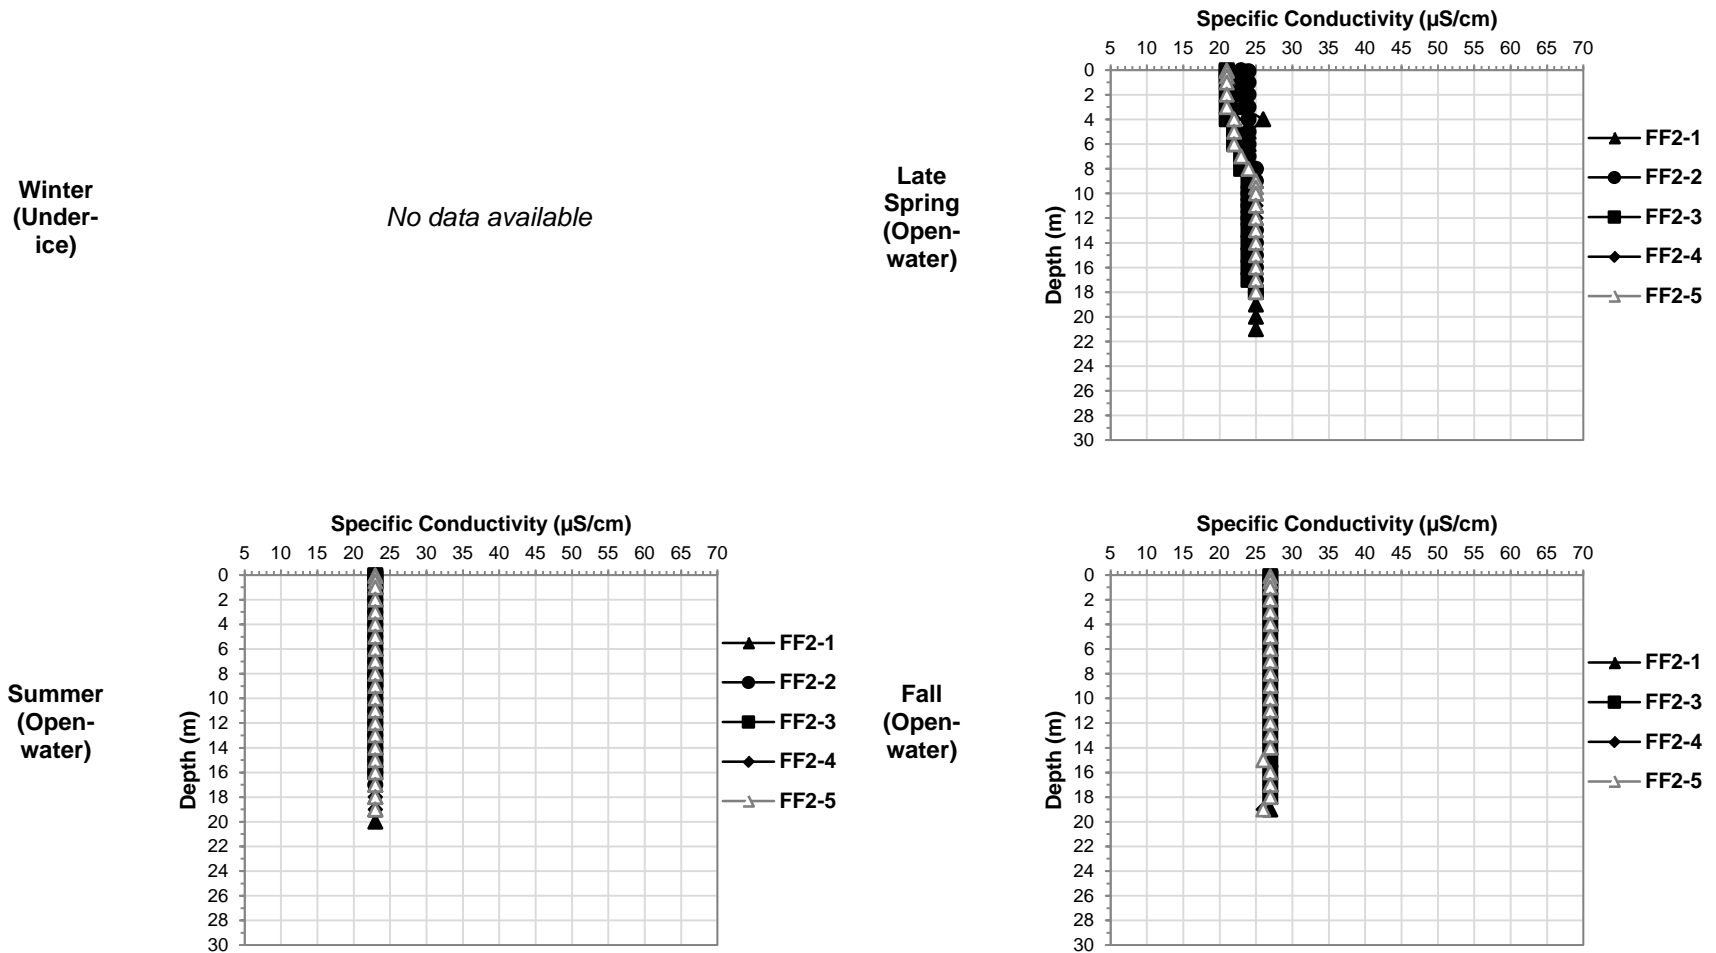 Winter
(Under-
ice)
No data available
Late
Spring
(Open-
water)
Specific Conductivity (µS/cm)
5 10 15 20 25 30 35 40 45 50 55 60 65 70
Depth (m)
0
2
4
6
8
10
12
14
16
18
20
22
24
26
28
30
FF2-1
FF2-2
FF2-3
FF2-4
FF2-5
Summer
(Open-
water)
Specific Conductivity (µS/cm)
5 10 15 20 25 30 35 40 45 50 55 60 65 70
Depth (m)
0
2
4
6
8
10
12
14
16
18
20
22
24
26
28
30
FF2-1
FF2-2
FF2-3
FF2-4
FF2-5
Fall
(Open-
water)
Specific Conductivity (µS/cm)
5 10 15 20 25 30 35 40 45 50 55 60 65 70
Depth (m)
0
2
4
6
8
10
12
14
16
18
20
22
24
26
28
30
FF2-1
FF2-3
FF2-4
FF2-5